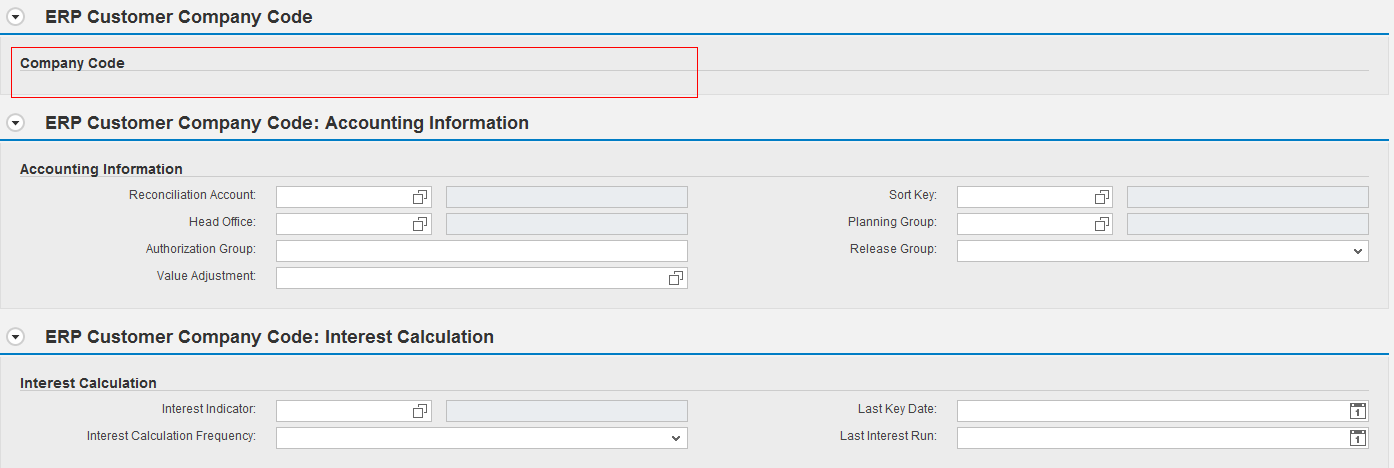 ERP Customer Company Code
Company Code
ERP Customer Company Code: Accounting Information
Accounting Information
Reconciliation Account:
Sort Key:
Head Office:
Planning Group:
Authorization Group:
Release Group:
Value Adjustment:
ERP Customer Company Code: Interest Calculation
Interest Calculation
Interest Indicator:
Last Key Date:
1
Interest Calculation Frequency:
Last Interest Run:
1